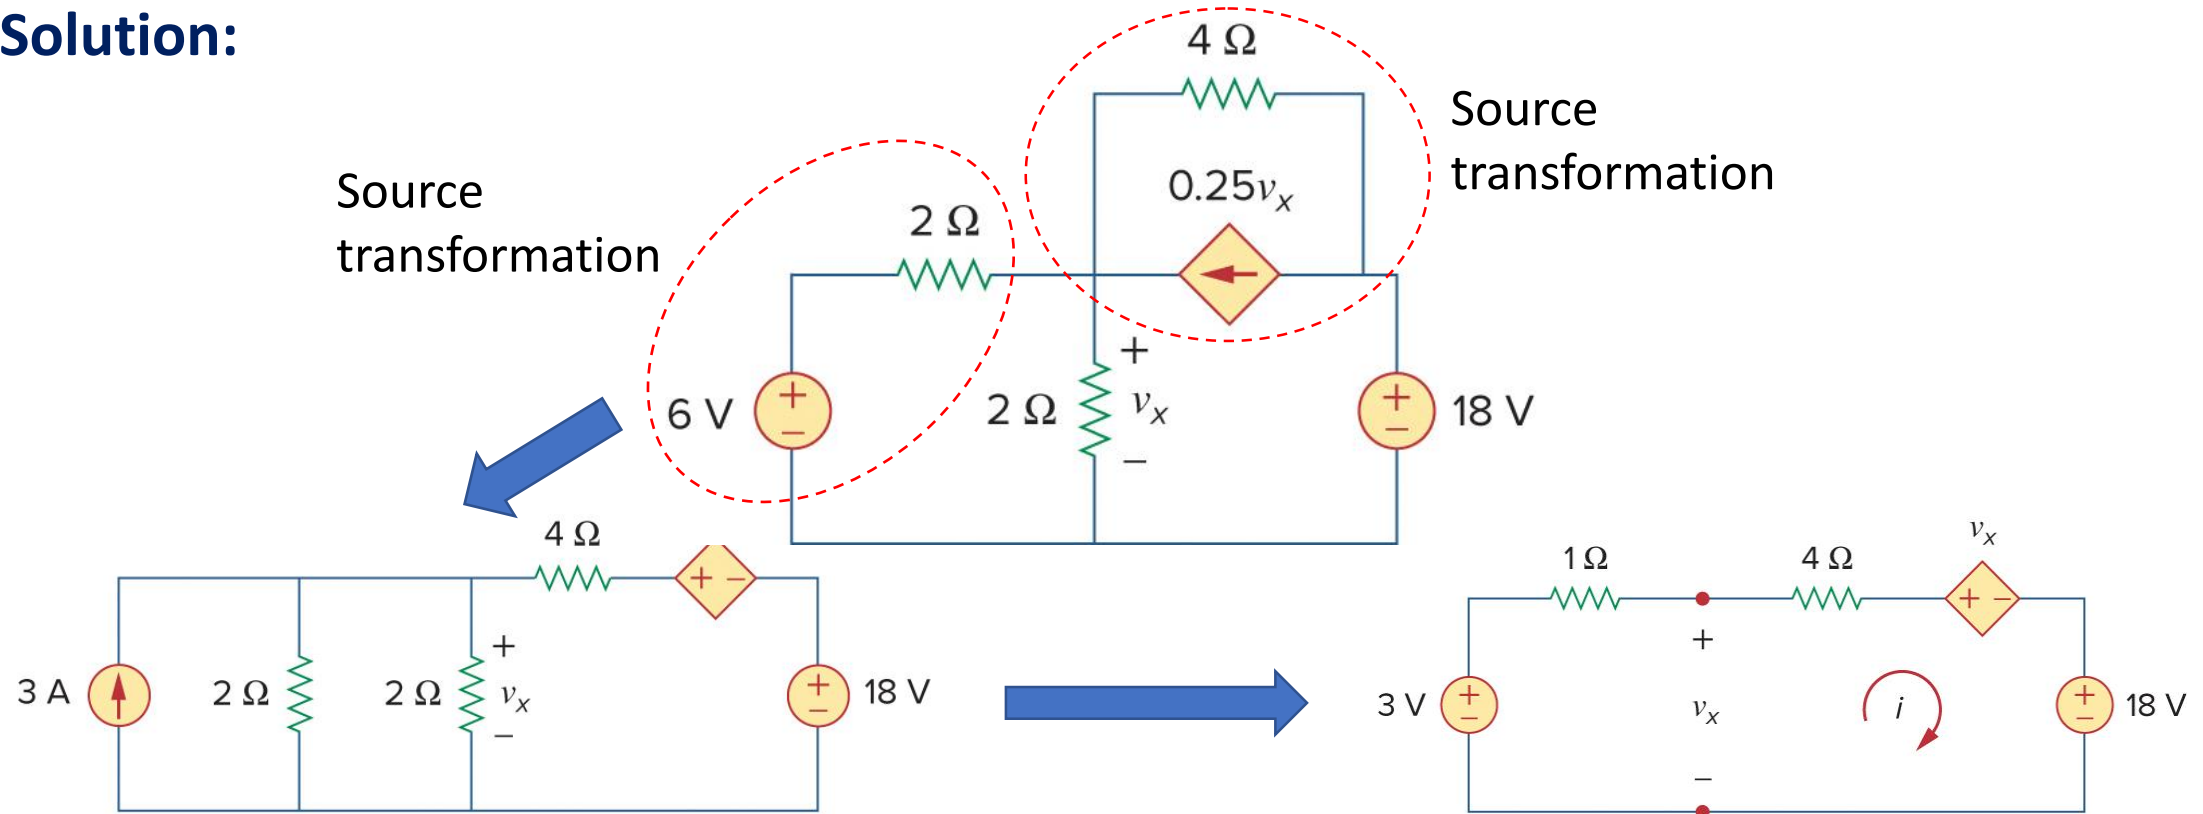 Solution:
4 Ω
Source
transformation
0.25vₓ
Source
transformation
2 Ω
+
6 V
+
−
2 Ω
vₓ
−
+
−
18 V
4 Ω
+ −
3 A
2 Ω
2 Ω
+
vₓ
−
+
−
18 V
vₓ
1 Ω
4 Ω
+ −
+
3 V
+
−
vₓ
i
+
−
18 V
−